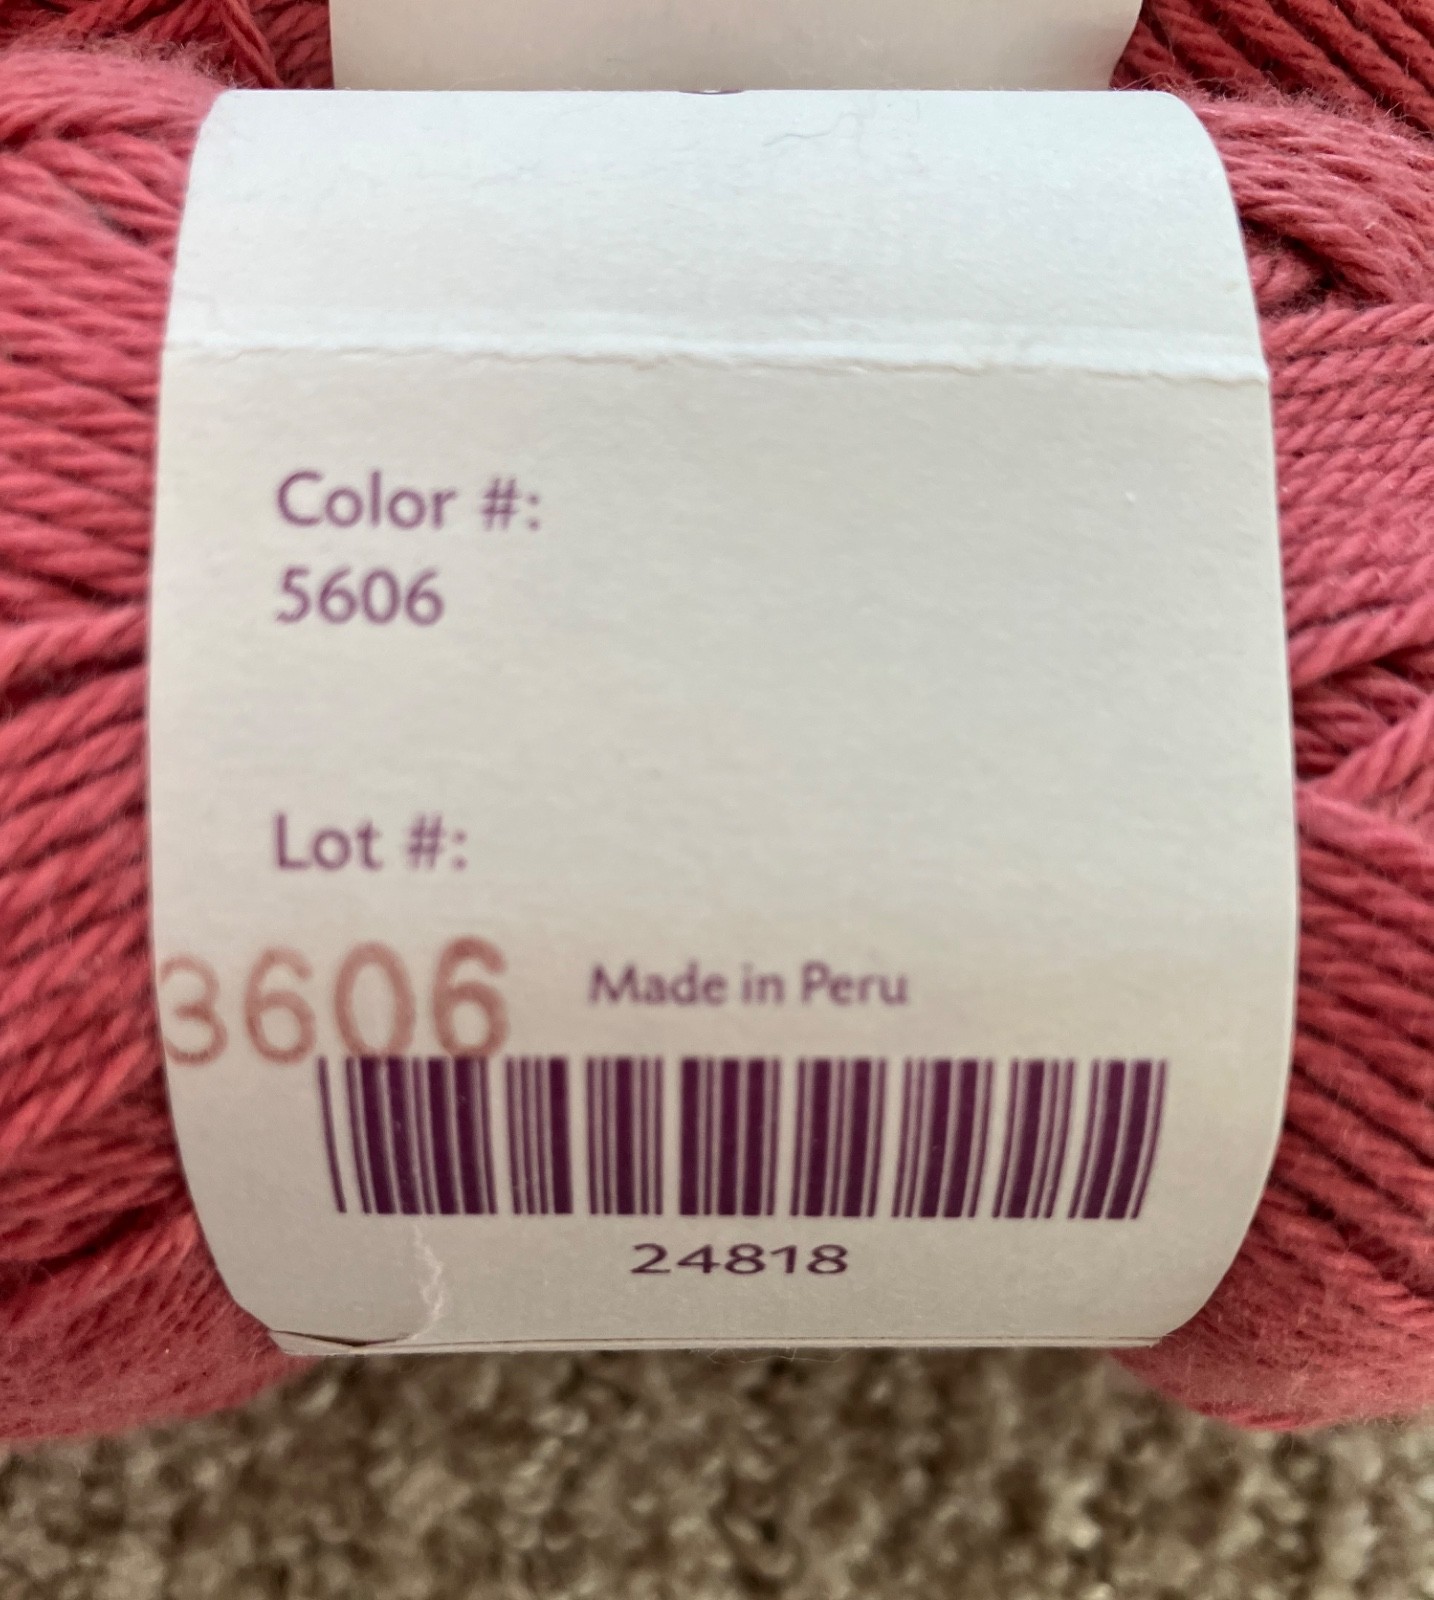 Color #:
5606
Lot #:
3606
Made in Peru
24818